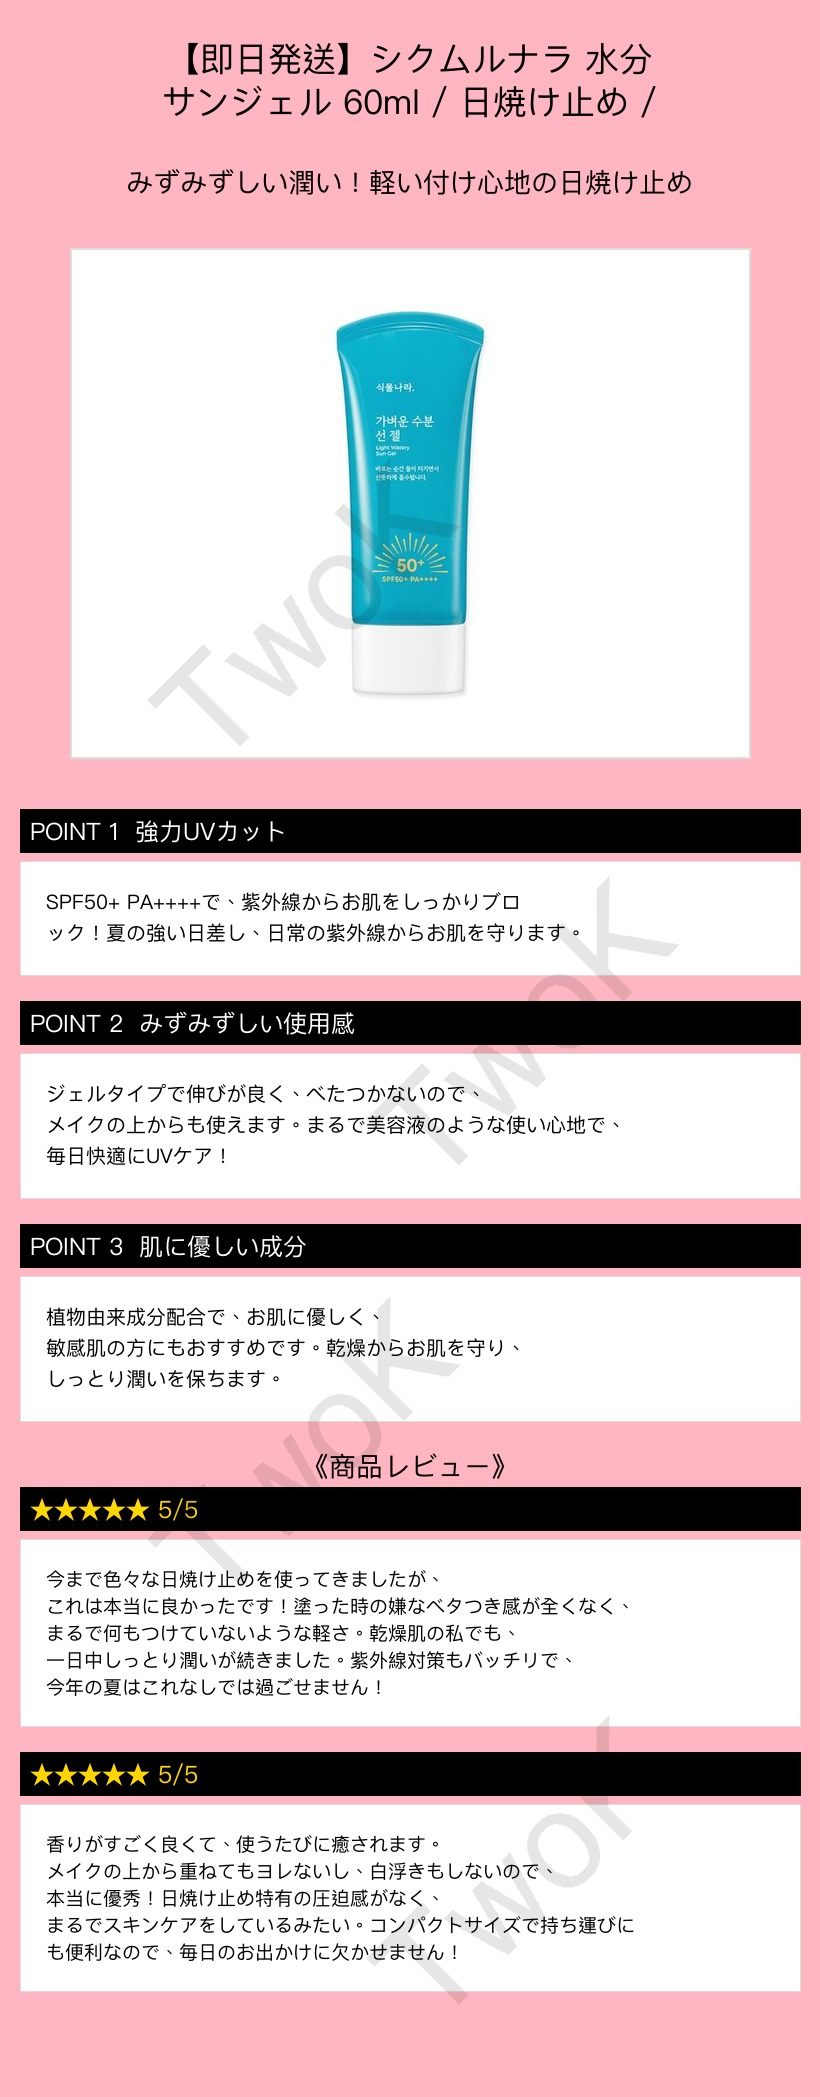 【即日発送】シクムルナラ 水分
サンジェル 60ml / 日焼け止め /
みずみずしい潤い！軽い付け心地の日焼け止め
식물나라.
가벼운 수분
선 젤
Light Watery
Sun Gel
바르는 순간 물이 터지면서
산뜻하게 흡수됩니다.
50+
SPF50+ PA++++
TwoK
POINT 1 強力UVカット
SPF50+ PA++++で、紫外線からお肌をしっかりブロ
ック！夏の強い日差し、日常の紫外線からお肌を守ります。
TwoK
POINT 2 みずみずしい使用感
ジェルタイプで伸びが良く、べたつかないので、
メイクの上からも使えます。まるで美容液のような使い心地で、
毎日快適にUVケア！
POINT 3 肌に優しい成分
植物由来成分配合で、お肌に優しく、
敏感肌の方にもおすすめです。乾燥からお肌を守り、
しっとり潤いを保ちます。
TwoK
《商品レビュー》
★★★★★ 5/5
今まで色々な日焼け止めを使ってきましたが、
これは本当に良かったです！塗った時の嫌なベタつき感が全くなく、
まるで何もつけていないような軽さ。乾燥肌の私でも、
一日中しっとり潤いが続きました。紫外線対策もバッチリで、
今年の夏はこれなしでは過ごせません！
★★★★★ 5/5
香りがすごく良くて、使うたびに癒されます。
メイクの上から重ねてもヨレないし、白浮きもしないので、
本当に優秀！日焼け止め特有の圧迫感がなく、
まるでスキンケアをしているみたい。コンパクトサイズで持ち運びに
も便利なので、毎日のお出かけに欠かせません！
TwoK